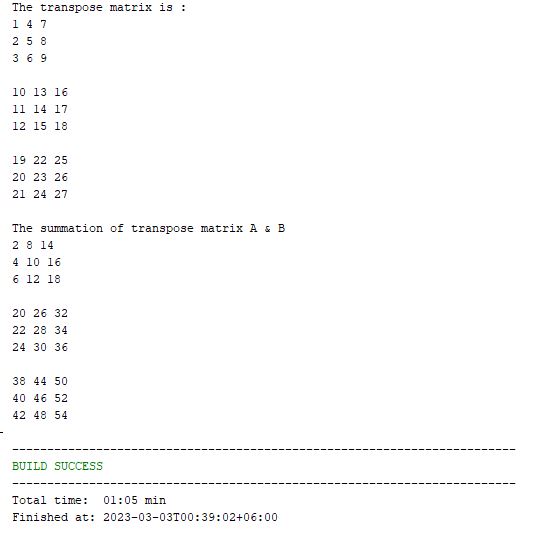 The transpose matrix is :
1 4 7
2 5 8
3 6 9

10 13 16
11 14 17
12 15 18

19 22 25
20 23 26
21 24 27

The summation of transpose matrix A & B
2 8 14
4 10 16
6 12 18

20 26 32
22 28 34
24 30 36

38 44 50
40 46 52
42 48 54
------------------------------------------------------------------------
BUILD SUCCESS
------------------------------------------------------------------------
Total time:  01:05 min
Finished at: 2023-03-03T00:39:02+06:00